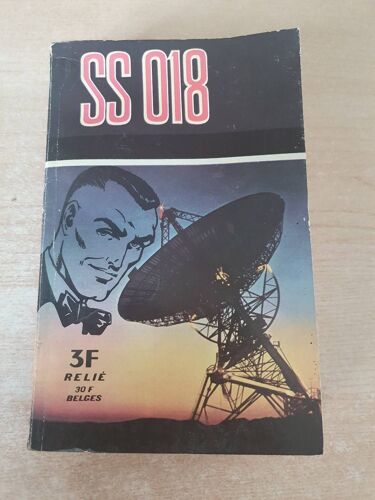 SS 018
3F
RELIÉ
30 F
BELGES